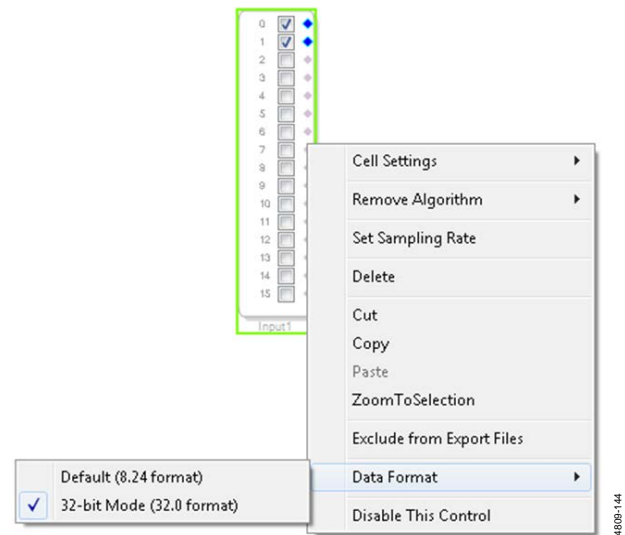 0
1
2
3
4
5
6
7
8
9
10
11
12
13
14
15
Input1
Cell Settings
Remove Algorithm
Set Sampling Rate
Delete
Cut
Copy
Paste
ZoomToSelection
Exclude from Export Files
Data Format
Disable This Control
Default (8.24 format)
32-bit Mode (32.0 format)
4809-144